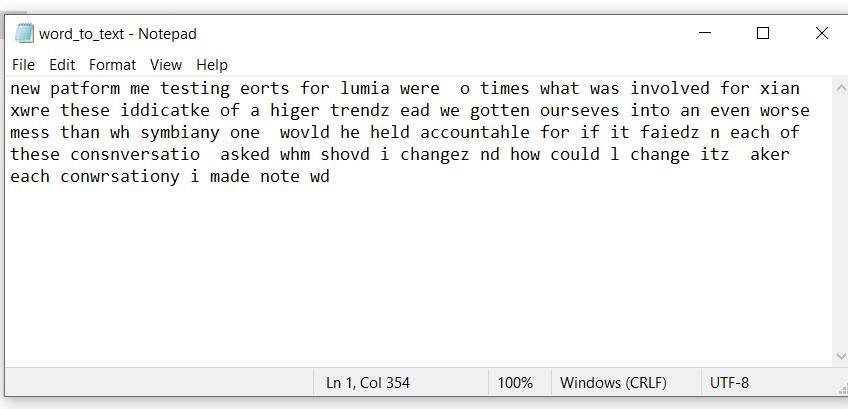 word_to_text - Notepad
File Edit Format View Help
new patform me testing eorts for lumia were  o times what was involved for xian
xwre these iddicatke of a higer trendz ead we gotten ourseves into an even worse
mess than wh symbiany one  wovld he held accountahle for if it faiedz n each of
these consnversatio  asked whm shovd i changez nd how could l change itz  aker
each conwrsationy i made note wd
Ln 1, Col 354 100% Windows (CRLF) UTF-8